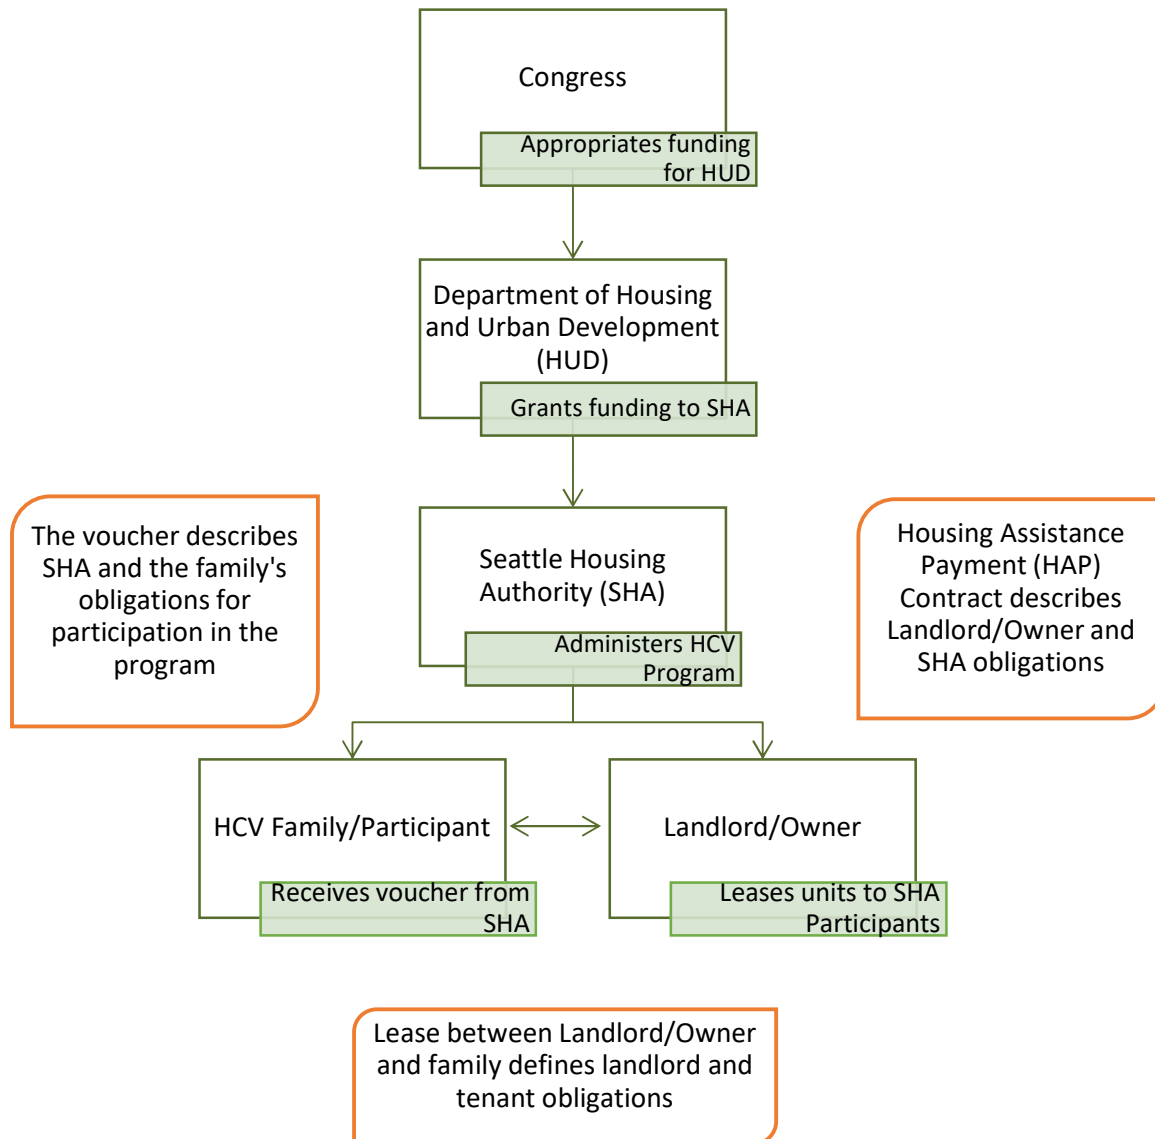 Congress
Appropriates funding
for HUD
Department of Housing
and Urban Development
(HUD)
Grants funding to SHA
The voucher describes
SHA and the family's
obligations for
participation in the
program
Seattle Housing
Authority (SHA)
Administers HCV
Program
Housing Assistance
Payment (HAP)
Contract describes
Landlord/Owner and
SHA obligations
HCV Family/Participant
Receives voucher from
SHA
Landlord/Owner
Leases units to SHA
Participants
Lease between Landlord/Owner
and family defines landlord and
tenant obligations